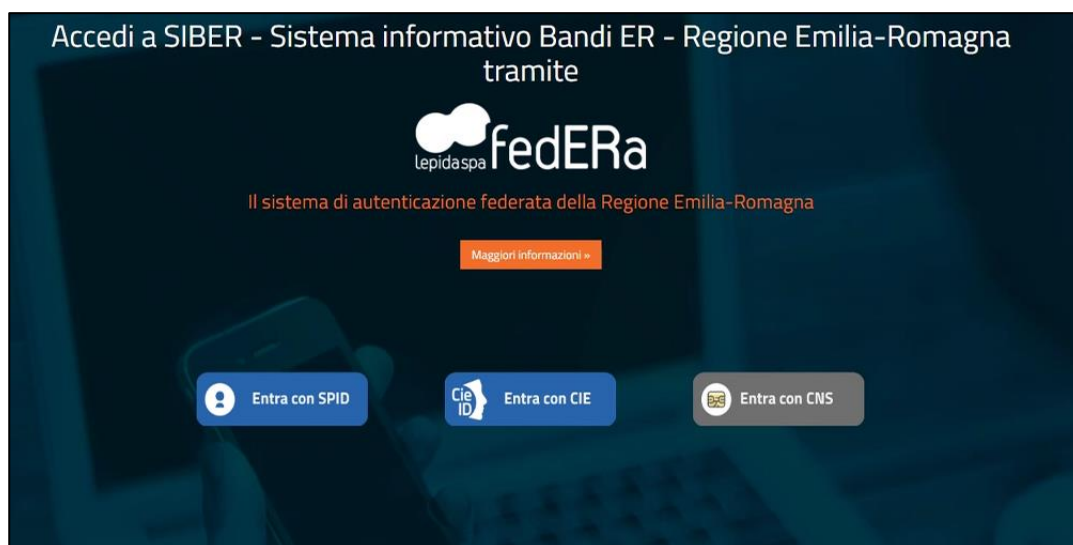 Accedi a SIBER - Sistema informativo Bandi ER - Regione Emilia-Romagna
tramite
lepidaspa fedERa
Il sistema di autenticazione federata della Regione Emilia-Romagna
Maggiori informazioni »
Entra con SPID
Cie ID Entra con CIE
Entra con CNS